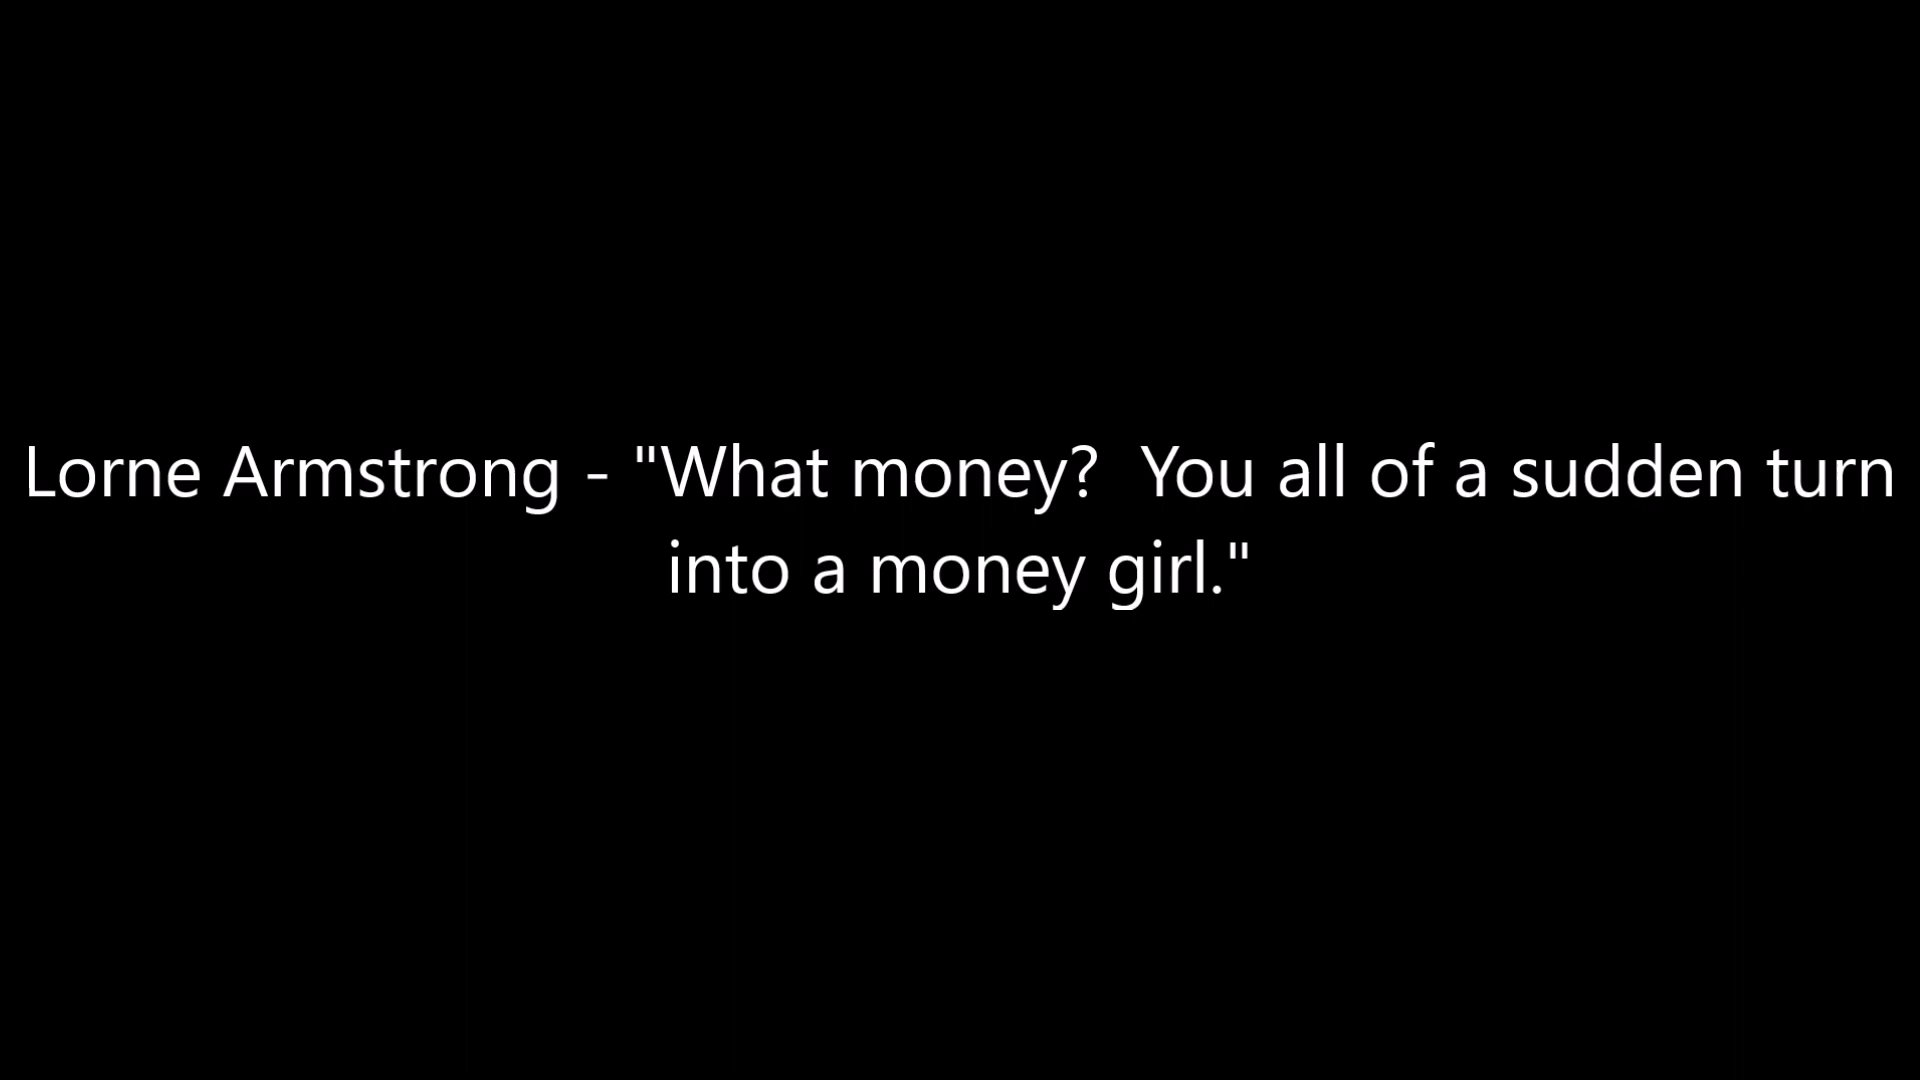 Lorne Armstrong - "What money?  You all of a sudden turn
into a money girl."